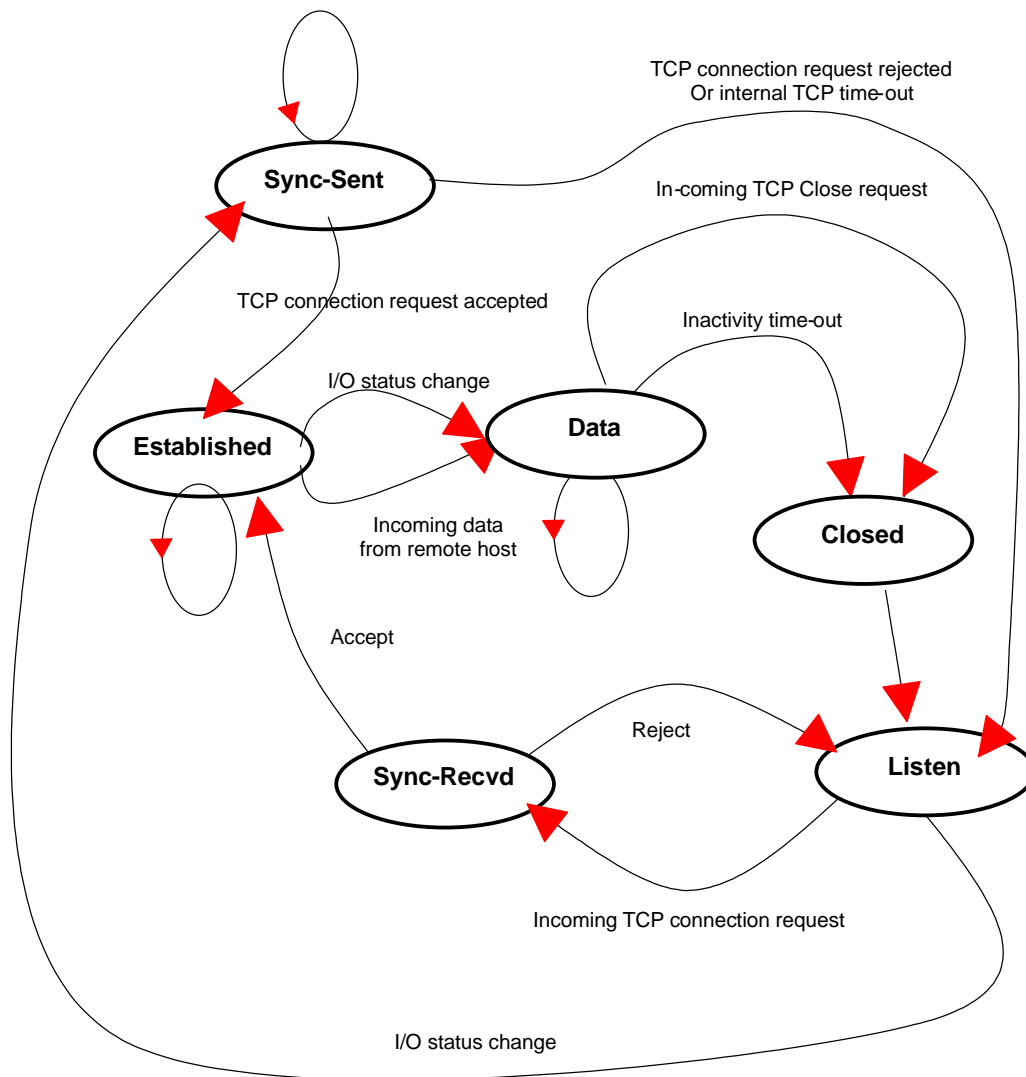 TCP connection request rejected
Or internal TCP time-out
Sync-Sent
In-coming TCP Close request
TCP connection request accepted
Inactivity time-out
I/O status change
Data
Established
Incoming data
from remote host
Closed
Accept
Reject
Sync-Recvd
Listen
Incoming TCP connection request
I/O status change